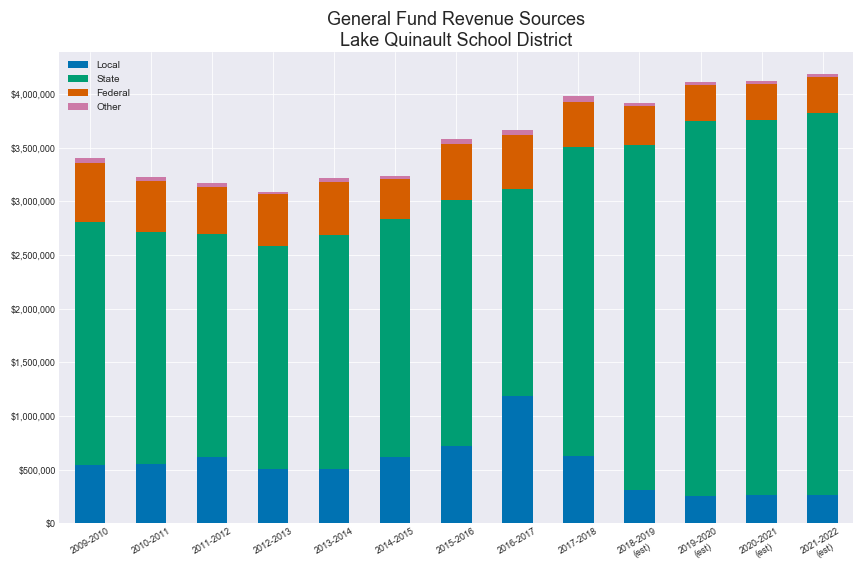 General Fund Revenue Sources
Lake Quinault School District
Local
State
Federal
Other
$4,000,000
$3,500,000
$3,000,000
$2,500,000
$2,000,000
$1,500,000
$1,000,000
$500,000
$0
2009-2010
2010-2011
2011-2012
2012-2013
2013-2014
2014-2015
2015-2016
2016-2017
2017-2018
2018-2019
(est)
2019-2020
(est)
2020-2021
(est)
2021-2022
(est)